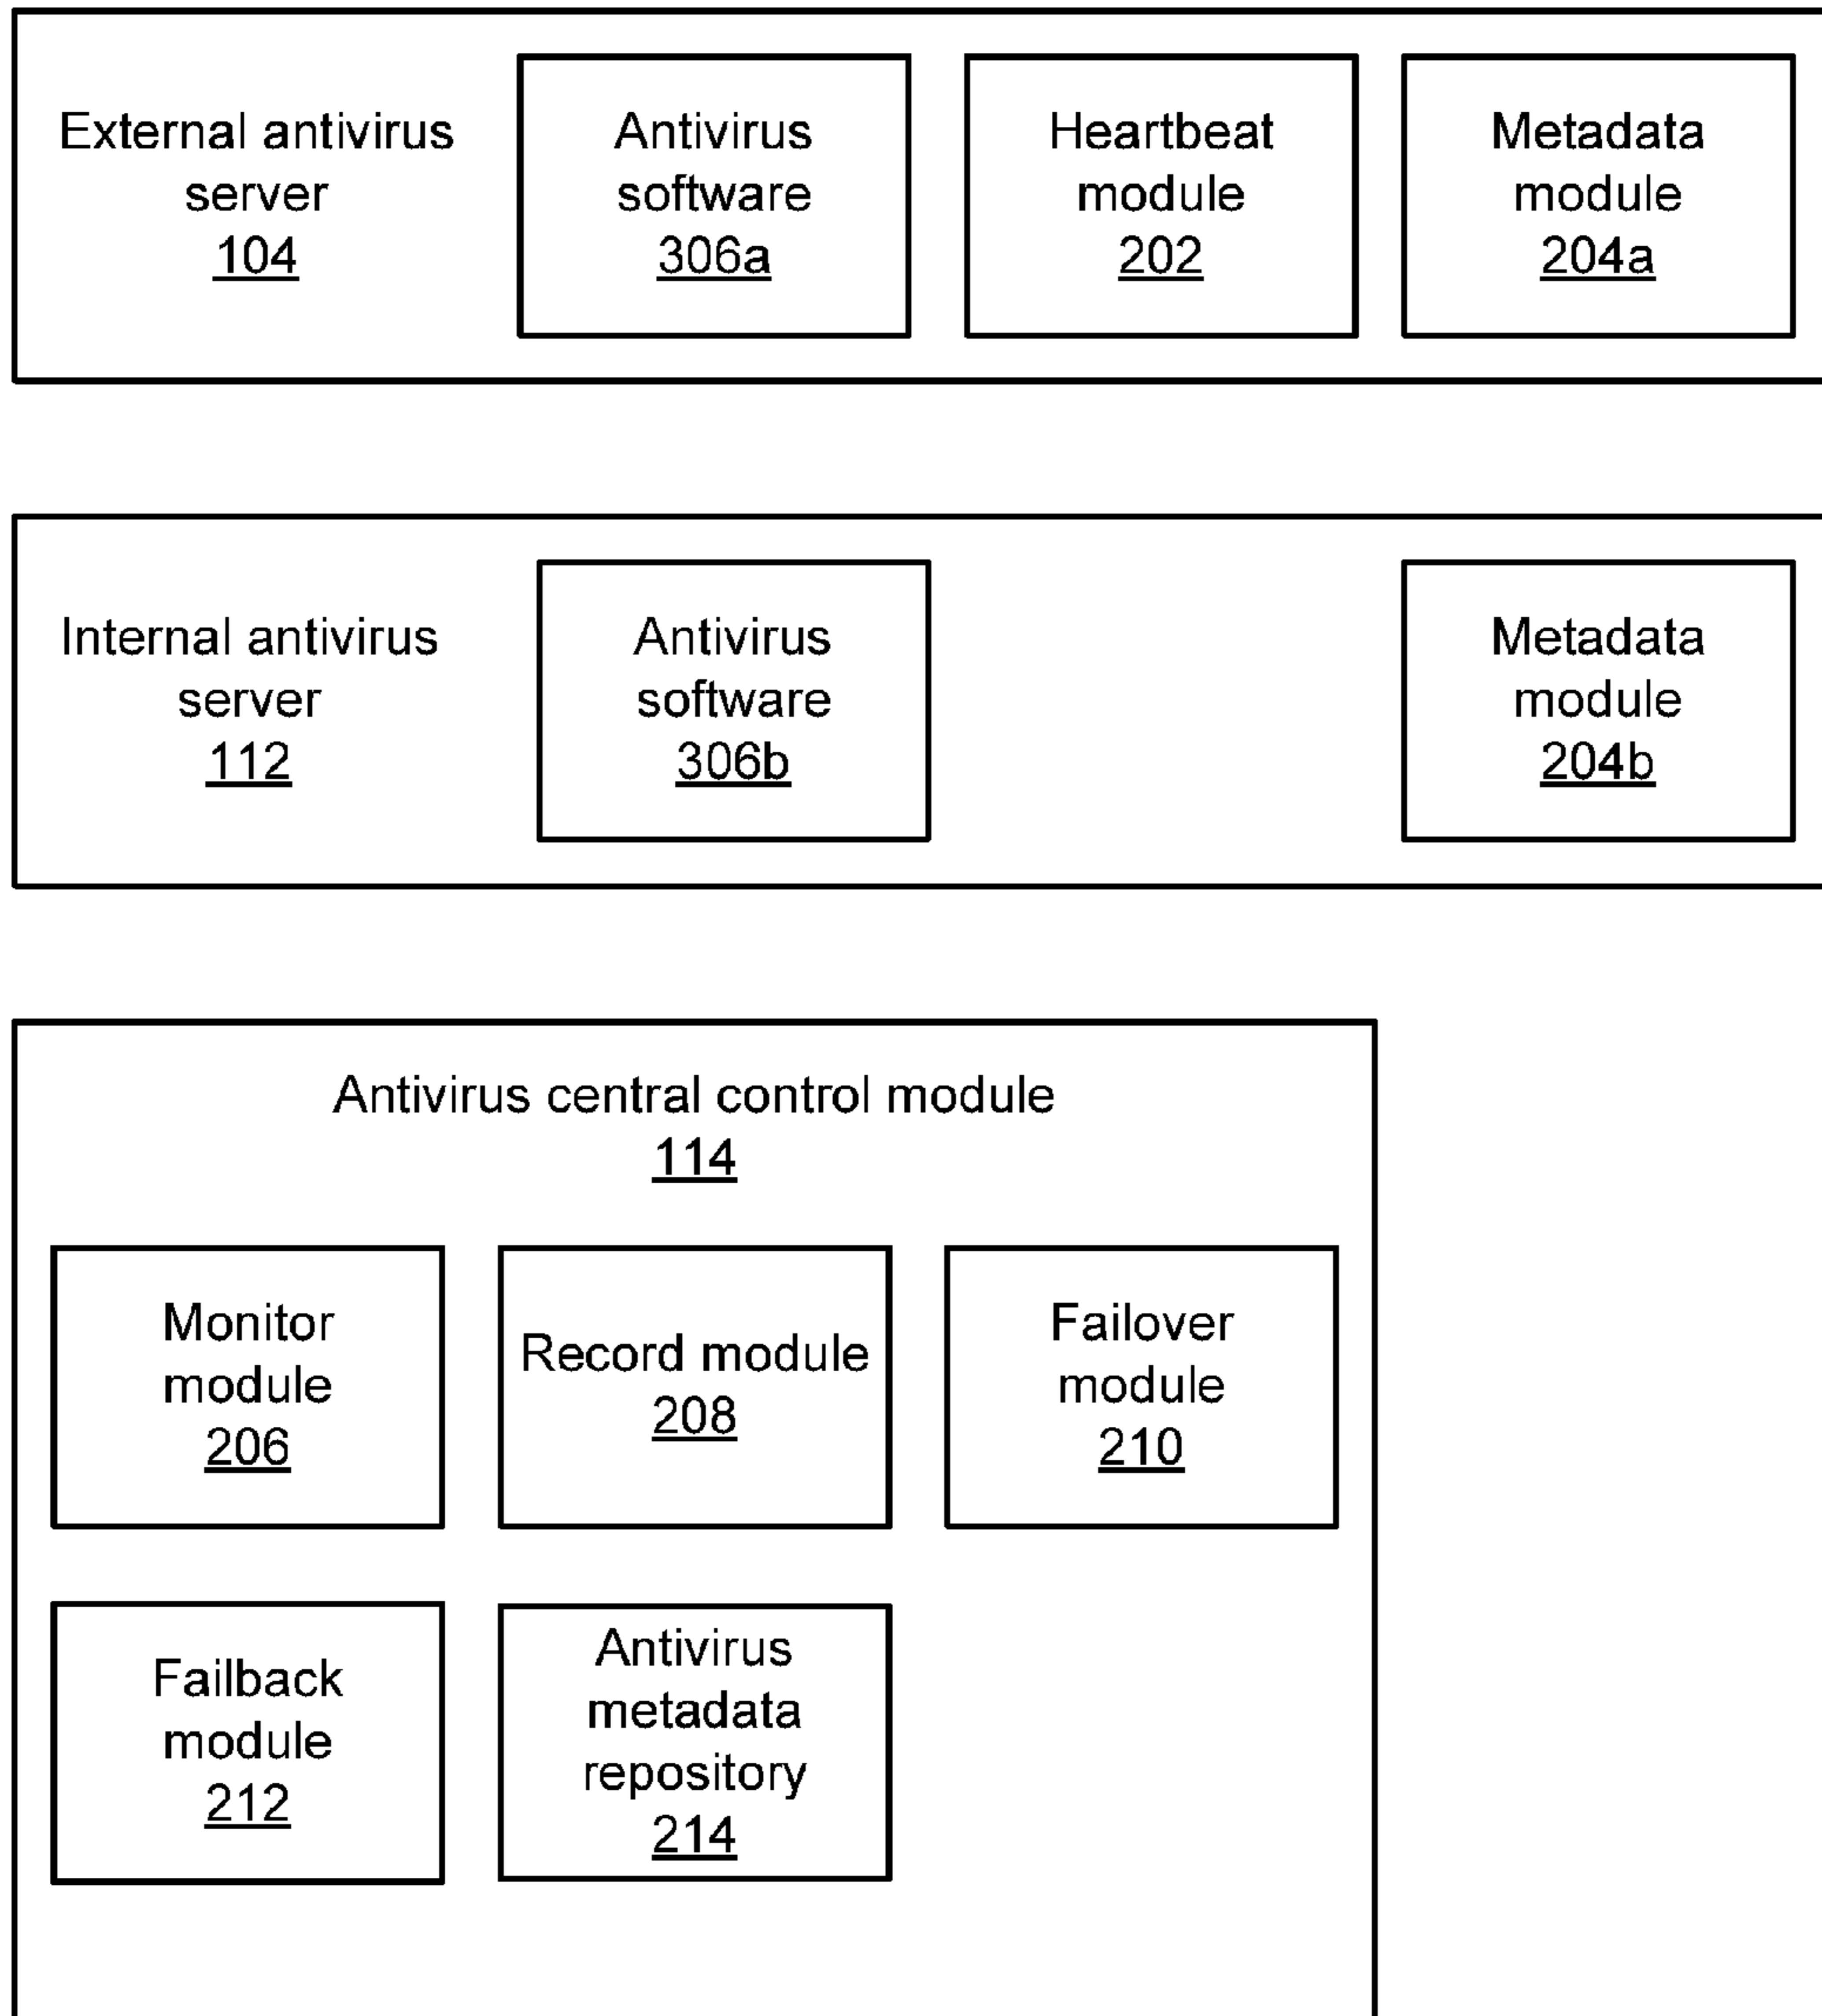 External antivirus
server
104
Antivirus
software
306a
Heartbeat
module
202
Metadata
module
204a
Internal antivirus
server
112
Antivirus
software
306b
Metadata
module
204b
Antivirus central control module
114
Monitor
module
206
Record module
208
Failover
module
210
Failback
module
212
Antivirus
metadata
repository
214